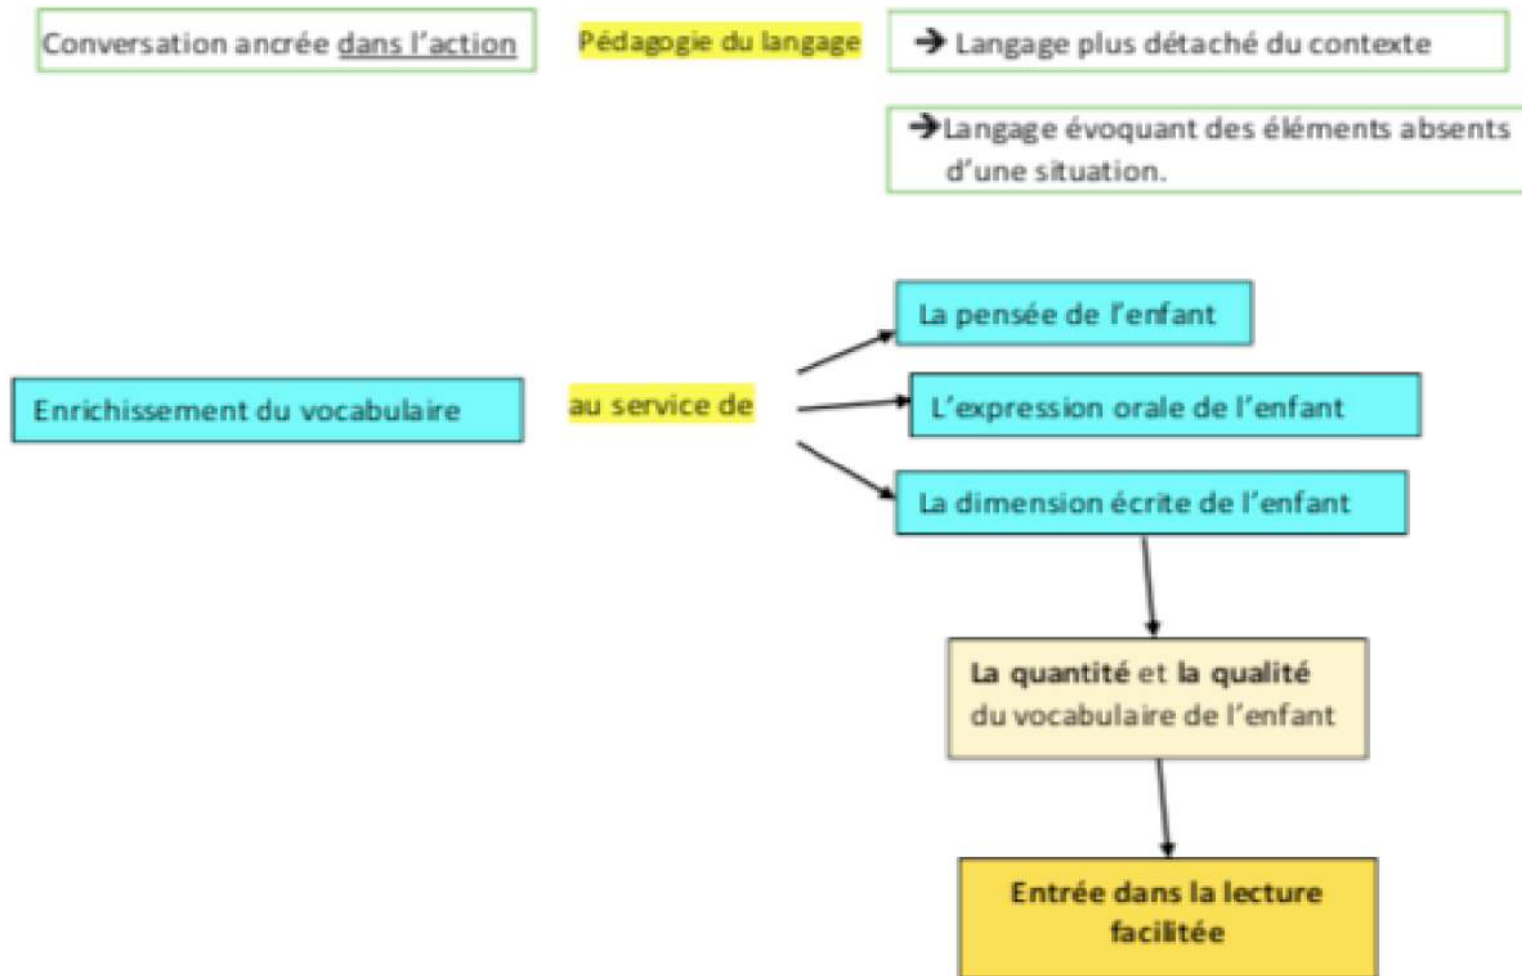 Conversation ancrée dans l'action
Pédagogie du langage
➔ Langage plus détaché du contexte
➔Langage évoquant des éléments absents
d'une situation.
La pensée de l'enfant
Enrichissement du vocabulaire
au service de
L'expression orale de l'enfant
La dimension écrite de l'enfant
La quantité et la qualité
du vocabulaire de l'enfant
Entrée dans la lecture
facilitée